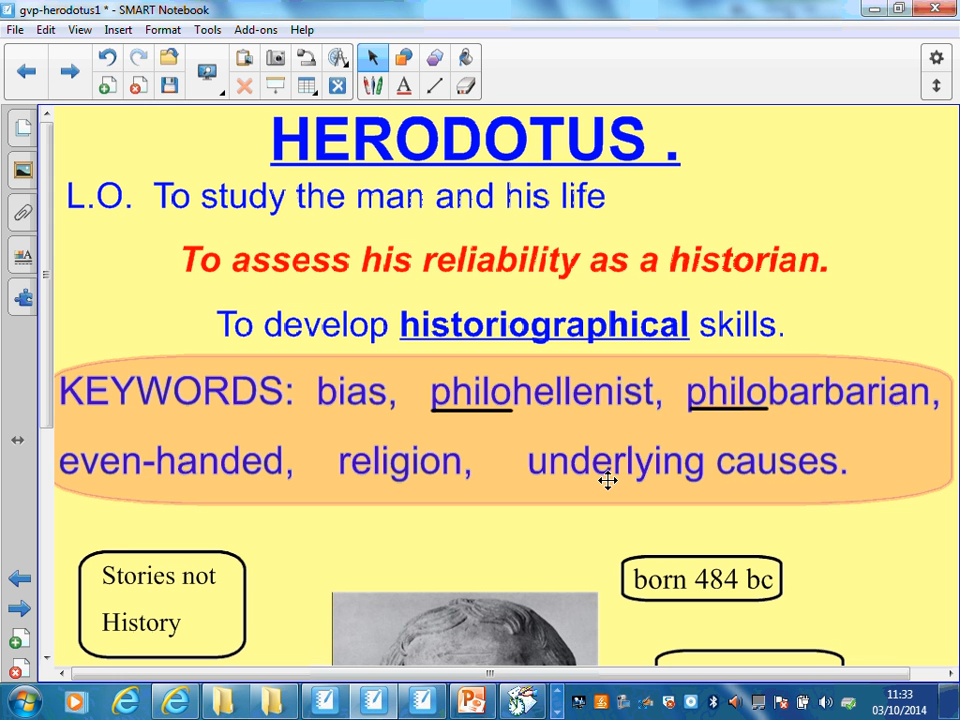 gvp-herodotus1 * - SMART Notebook
File Edit View Insert Format Tools Add-ons Help
HERODOTUS .
L.O. To study the man and his life
To assess his reliability as a historian.
To develop historiographical skills.
KEYWORDS: bias, philohellenist, philobarbarian,
even-handed, religion, underlying causes.
Stories not
History
born 484 bc
11:33
03/10/2014